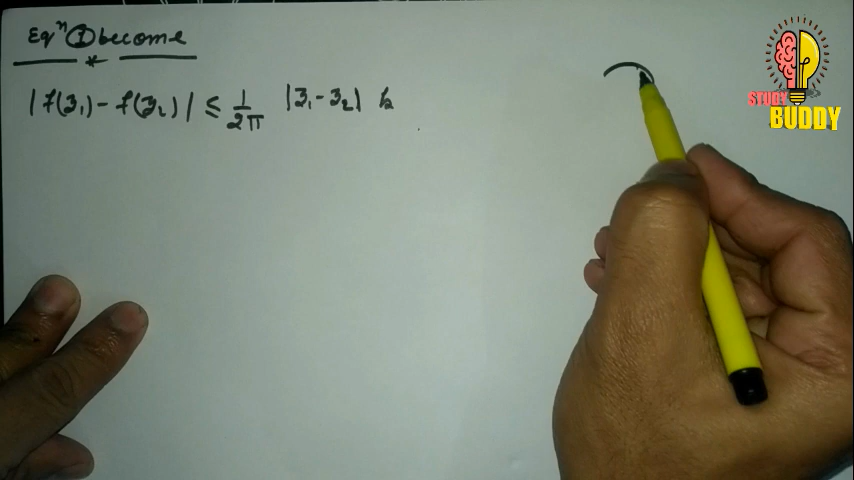 Eqⁿ ① become
|f(z₁) - f(z₂)| ≤ 1/2π |z₁ - z₂| k
STUDY
BUDDY